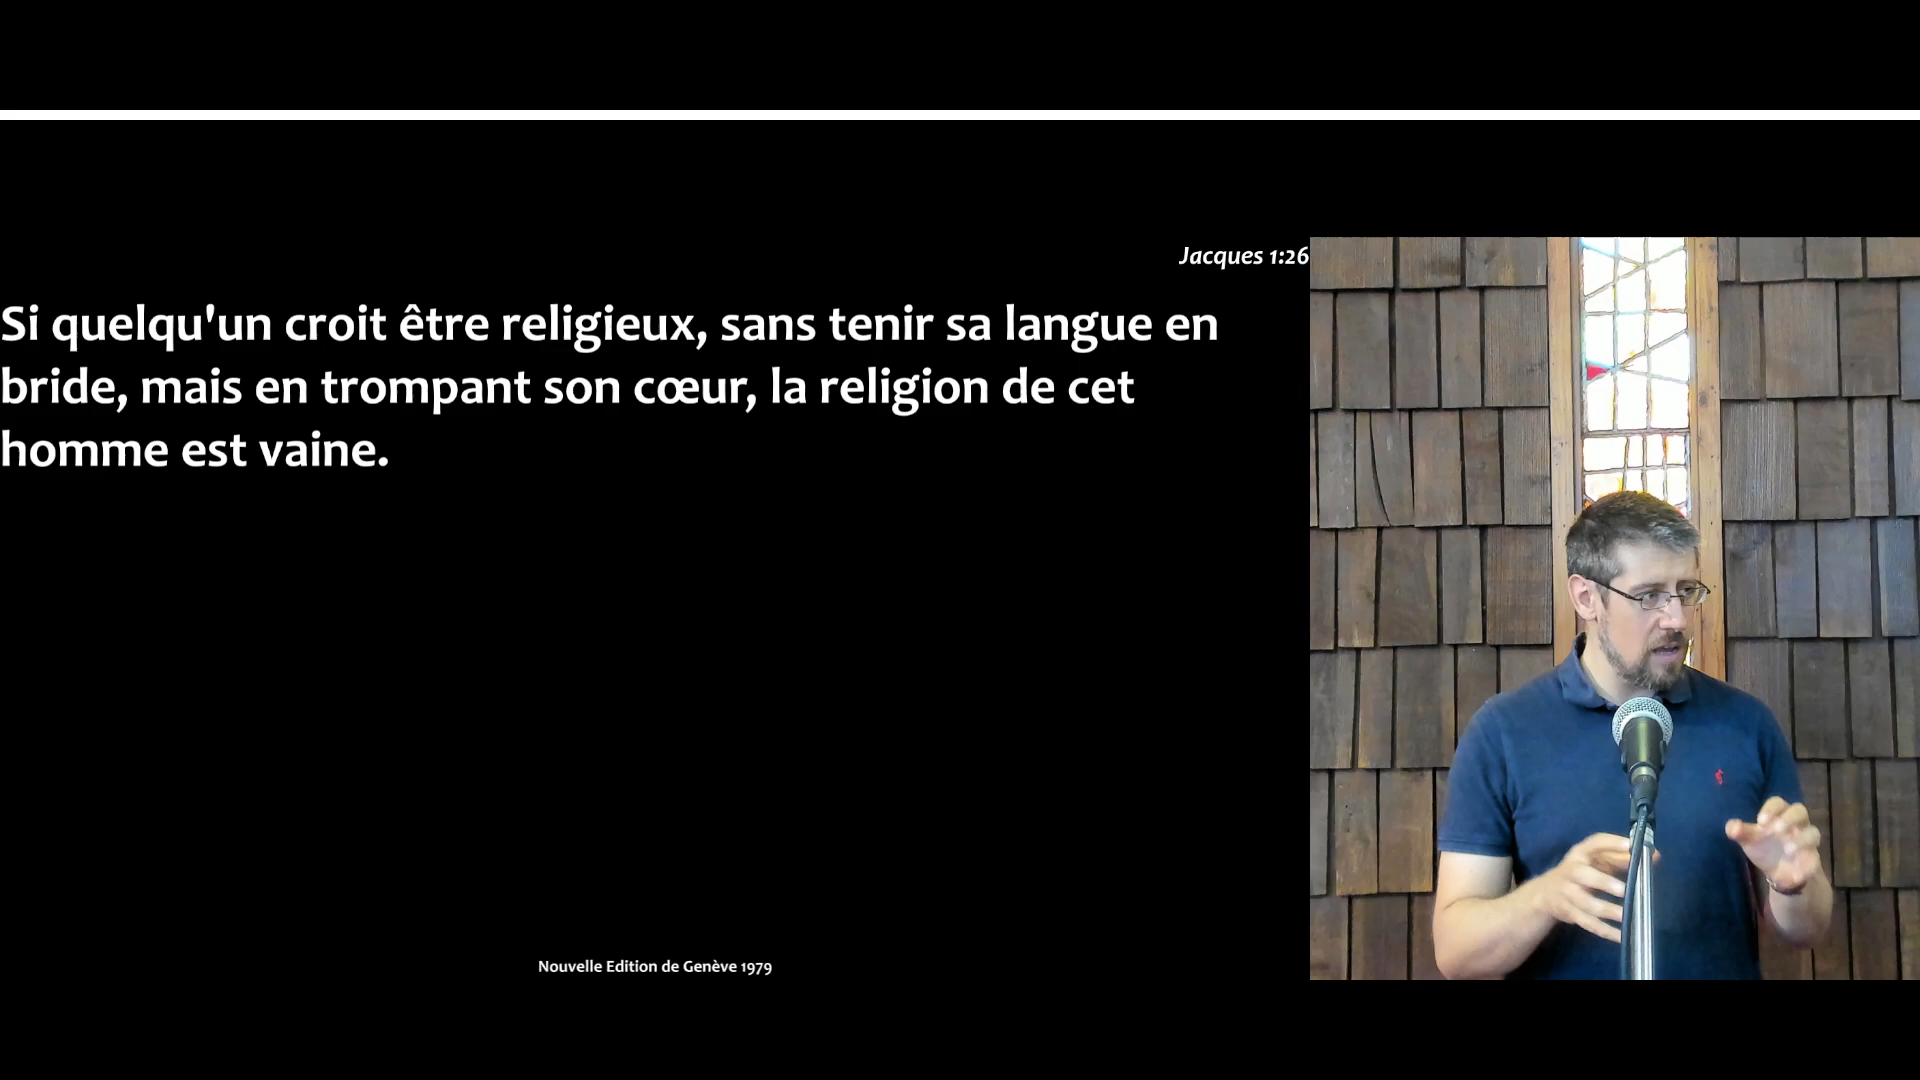 Jacques 1:26
Si quelqu'un croit être religieux, sans tenir sa langue en
bride, mais en trompant son cœur, la religion de cet
homme est vaine.
Nouvelle Edition de Genève 1979